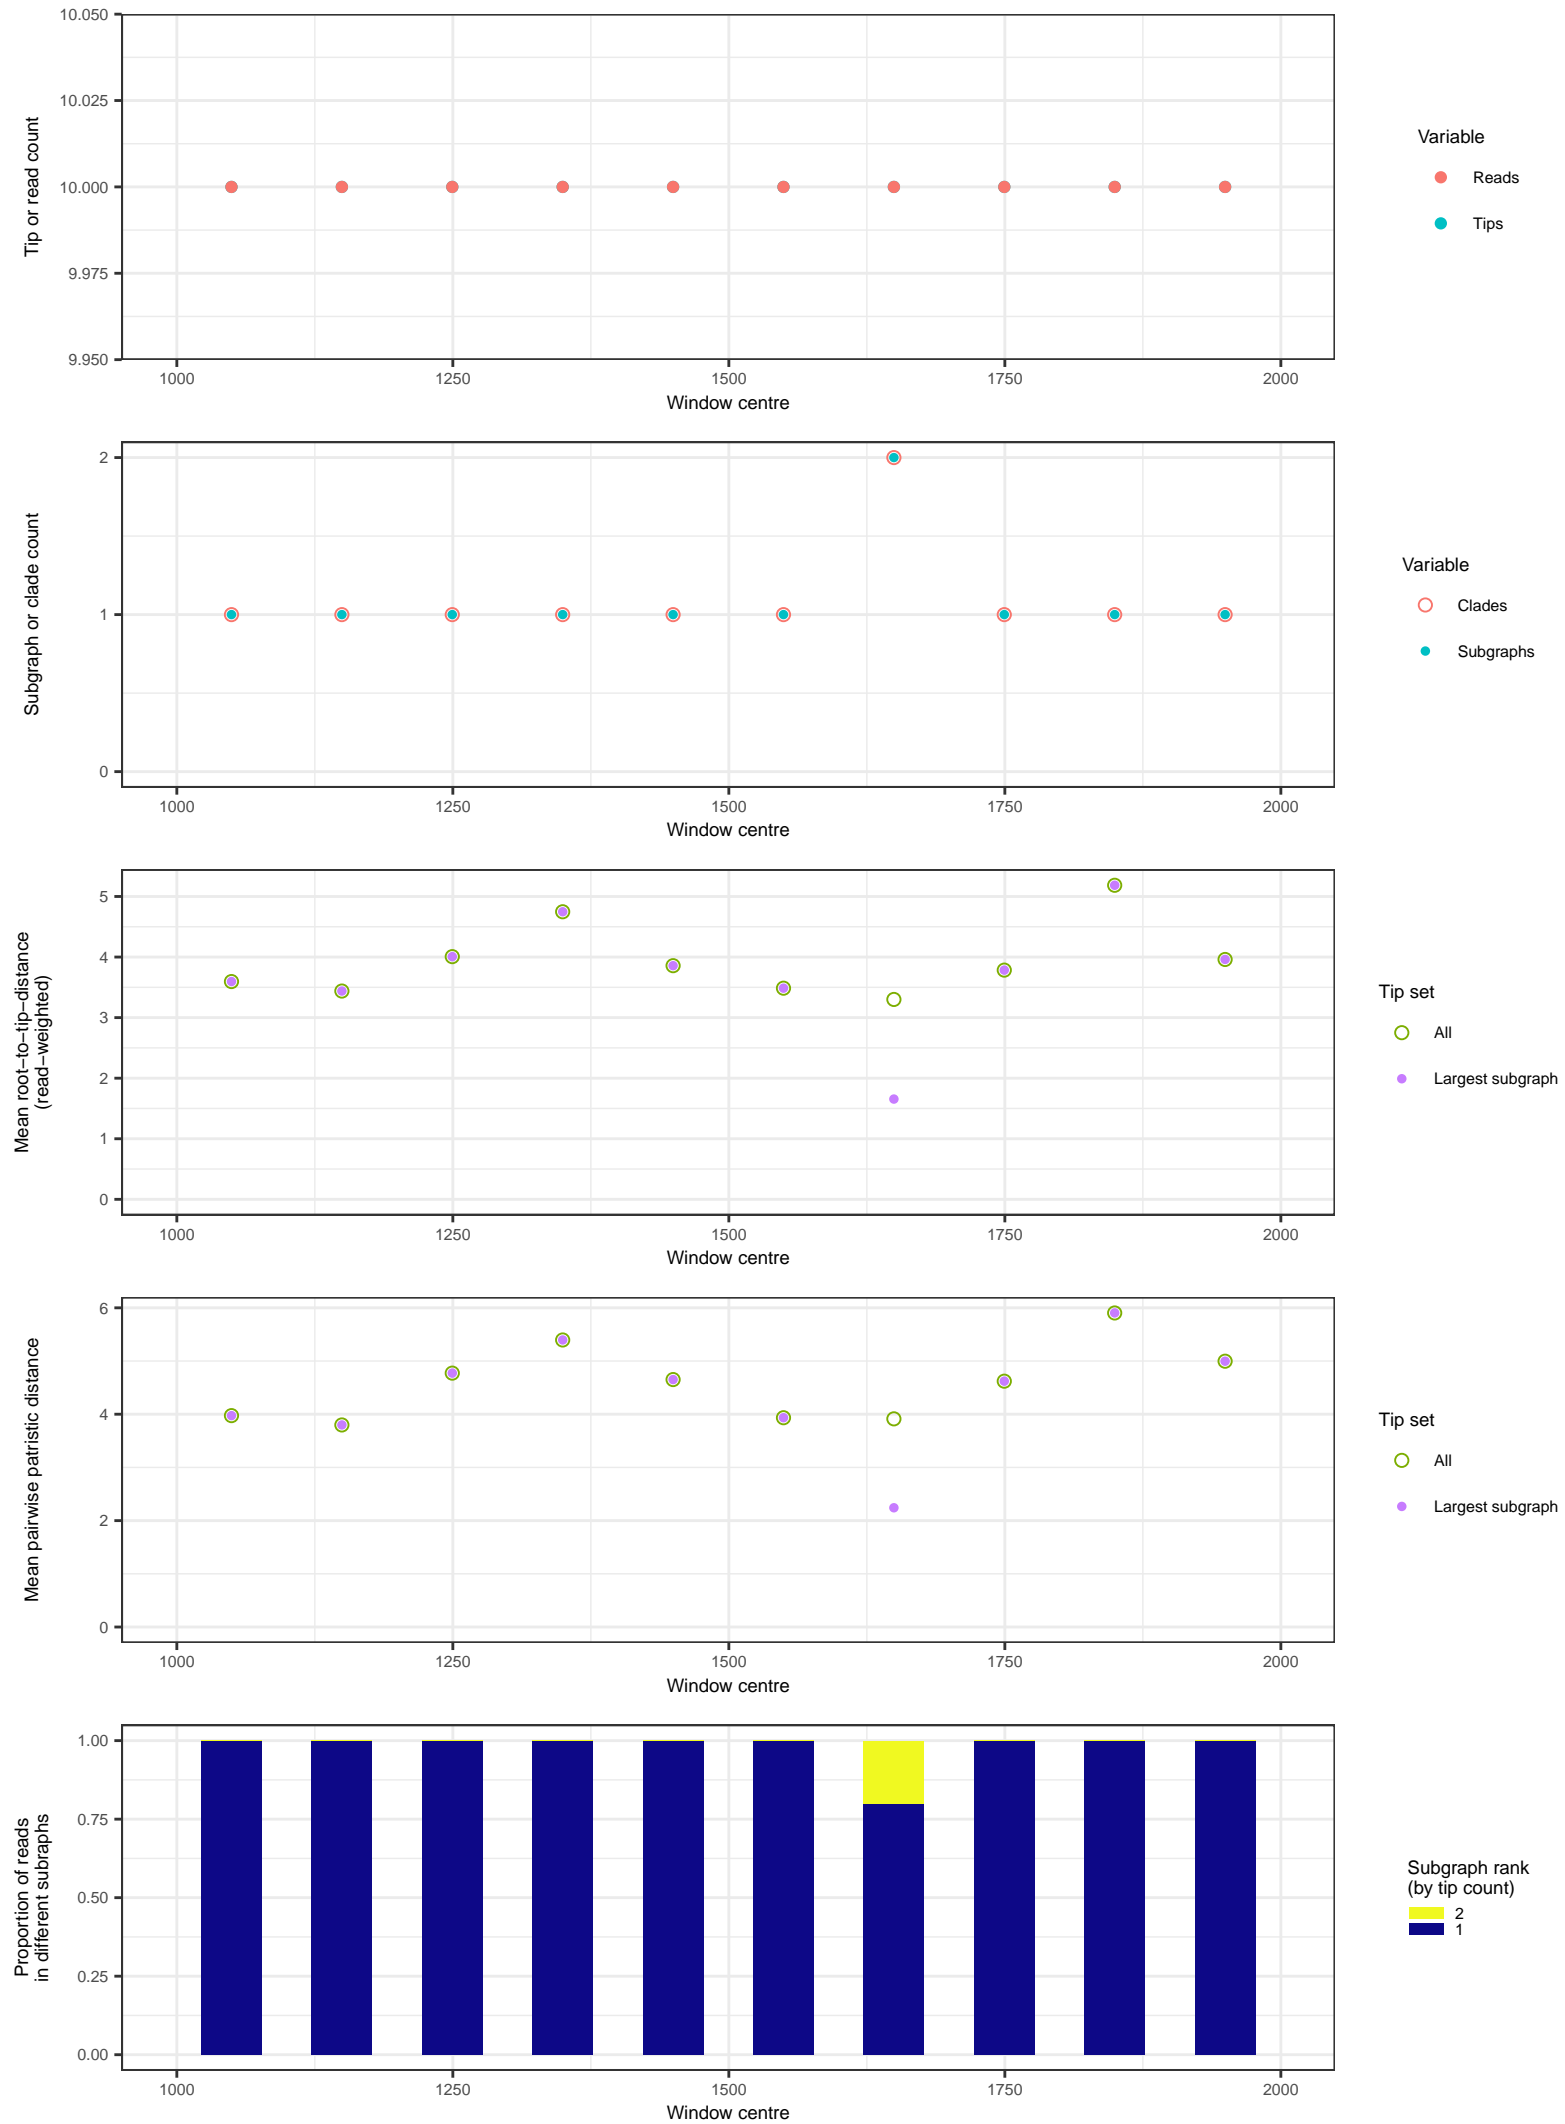 10.050
10.025
10.000
9.975
9.950
Tip or read count
1000 1250 1500 1750 2000
Window centre
Variable
Reads
Tips
2
1
0
Subgraph or clade count
1000 1250 1500 1750 2000
Window centre
Variable
Clades
Subgraphs
5
4
3
2
1
0
Mean root−to−tip−distance
(read−weighted)
1000 1250 1500 1750 2000
Window centre
Tip set
All
Largest subgraph
6
4
2
0
Mean pairwise patristic distance
1000 1250 1500 1750 2000
Window centre
Tip set
All
Largest subgraph
1.00
0.75
0.50
0.25
0.00
Proportion of reads
in different subraphs
1000 1250 1500 1750 2000
Window centre
Subgraph rank
(by tip count)
2
1